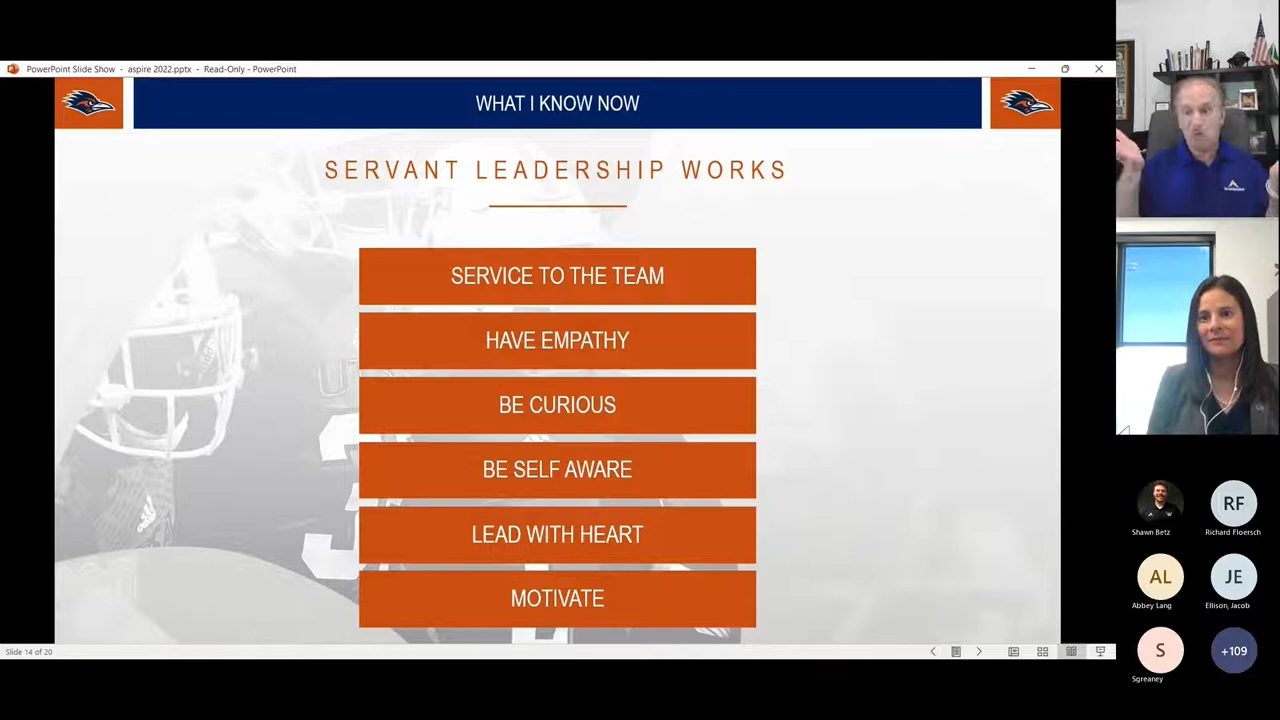 PowerPoint Slide Show - aspire 2022.pptx - Read-Only - PowerPoint
WHAT I KNOW NOW
SERVANT LEADERSHIP WORKS
SERVICE TO THE TEAM
HAVE EMPATHY
BE CURIOUS
BE SELF AWARE
LEAD WITH HEART
MOTIVATE
Slide 14 of 20
RF
Shawn Betz
Richard Floersch
AL
JE
Abbey Lang
Ellison, Jacob
S
+109
Sgreaney